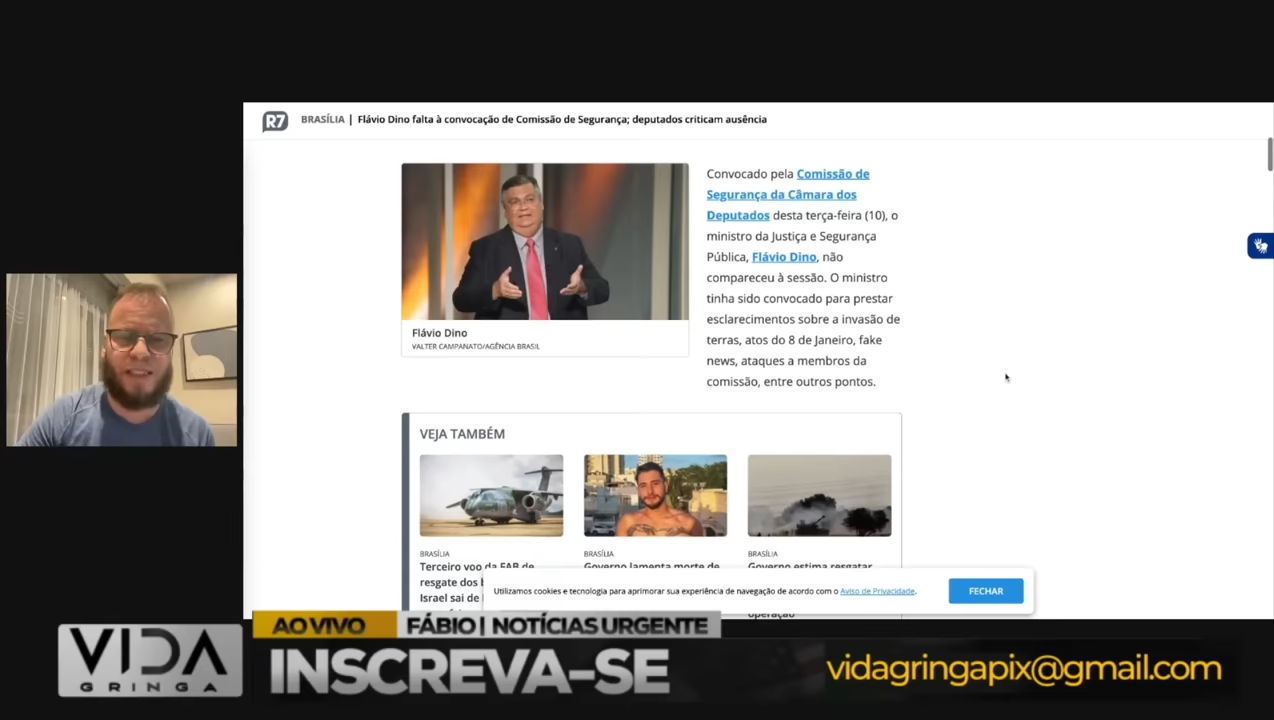 R7
BRASÍLIA | Flávio Dino falta à convocação de Comissão de Segurança; deputados criticam ausência
Flávio Dino
VALTER CAMPANATO/AGÊNCIA BRASIL
Convocado pela Comissão de
Segurança da Câmara dos
Deputados desta terça-feira (10), o
ministro da Justiça e Segurança
Pública, Flávio Dino, não
compareceu à sessão. O ministro
tinha sido convocado para prestar
esclarecimentos sobre a invasão de
terras, atos do 8 de Janeiro, fake
news, ataques a membros da
comissão, entre outros pontos.
VEJA TAMBÉM
BRASÍLIA
Terceiro voo da FAB de
resgate dos
Israel sai de
BRASÍLIA
Governo lamenta morte de
BRASÍLIA
Governo estima resgatar
operação
Utilizamos cookies e tecnologia para aprimorar sua experiência de navegação de acordo com o Aviso de Privacidade.
FECHAR
AO VIVO
FÁBIO | NOTÍCIAS URGENTE
VIDA
GRINGA
INSCREVA-SE
vidagringapix@gmail.com